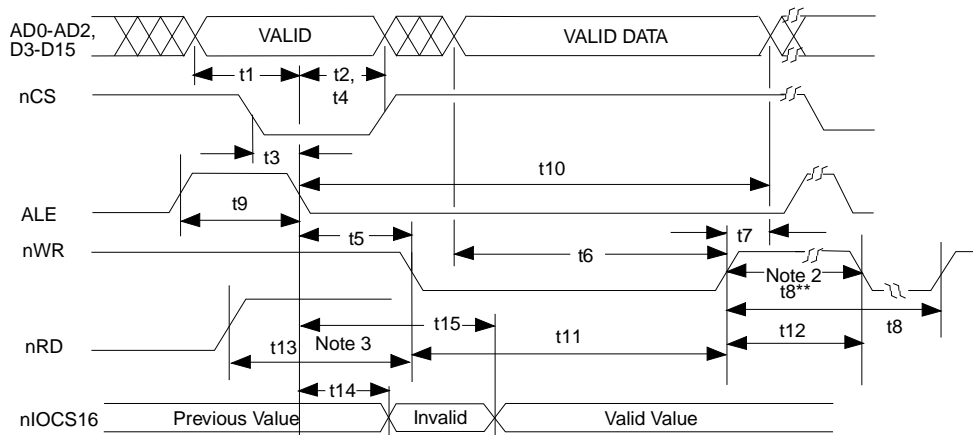 AD0-AD2,
D3-D15
VALID
VALID DATA
t1
t2,
t4
nCS
t3
t10
ALE
t9
t5
t7
nWR
t6
Note 2
t8**
t8
nRD
t15
t13
Note 3
t11
t12
t14
nIOCS16
Previous Value
Invalid
Valid Value